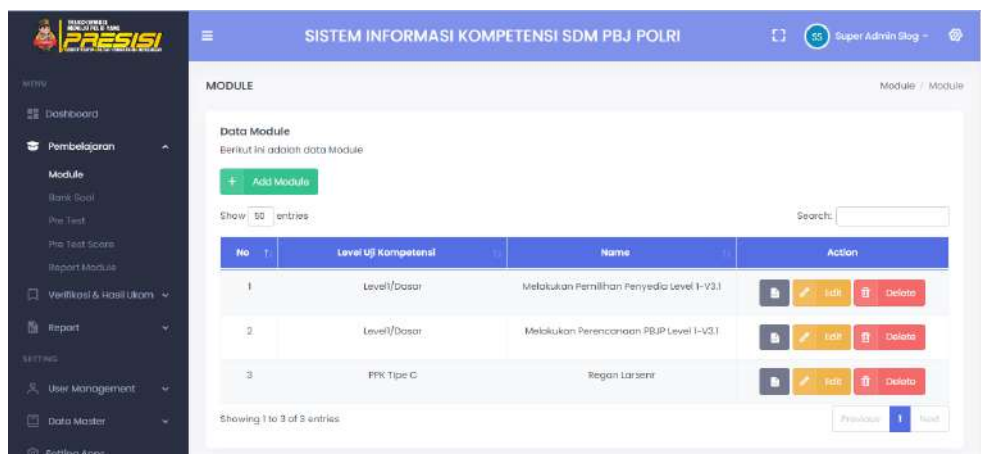 PRESISI
SISTEM INFORMASI KOMPETENSI SDM PBJ POLRI
SS Super Admin Slog
MENU
Dashboard
Pembelajaran
Module
Bank Soal
Pre Test
Pre Test Score
Report Module
Verifikasi & Hasil Ukom
Report
SETTING
User Management
Data Master
Setting Apps
MODULE
Module / Module
Data Module
Berikut ini adalah data Module
+ Add Module
Show 50 entries
Search:
No Level Uji Kompetensi Name Action
1 Level1/Dasar Melakukan Pemilihan Penyedia Level 1-V3.1 Edit Delete
2 Level1/Dasar Melakukan Perencanaan PBJP Level 1-V3.1 Edit Delete
3 PPK Tipe C Regan Larsenr Edit Delete
Showing 1 to 3 of 3 entries
Previous 1 Next